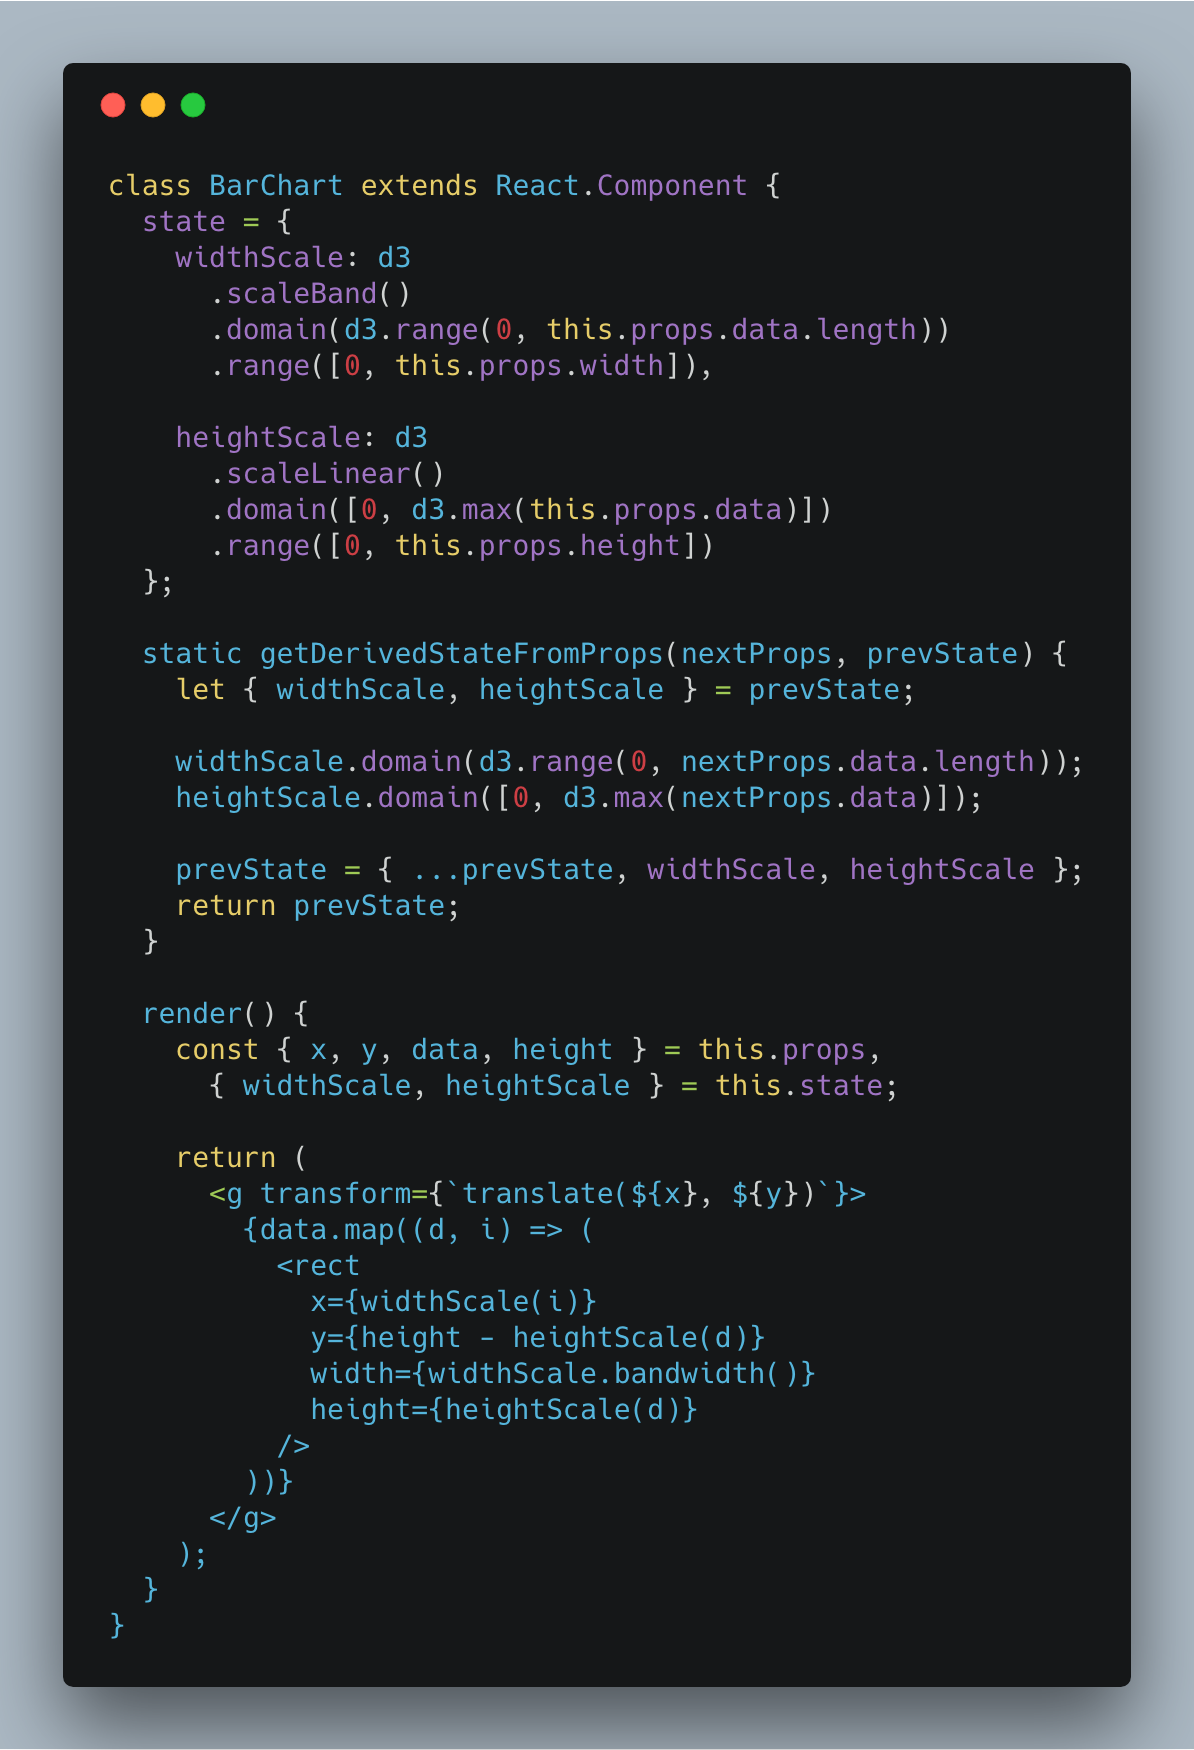 class BarChart extends React.Component {
  state = {
    widthScale: d3
      .scaleBand()
      .domain(d3.range(0, this.props.data.length))
      .range([0, this.props.width]),

    heightScale: d3
      .scaleLinear()
      .domain([0, d3.max(this.props.data)])
      .range([0, this.props.height])
  };

  static getDerivedStateFromProps(nextProps, prevState) {
    let { widthScale, heightScale } = prevState;

    widthScale.domain(d3.range(0, nextProps.data.length));
    heightScale.domain([0, d3.max(nextProps.data)]);

    prevState = { ...prevState, widthScale, heightScale };
    return prevState;
  }

  render() {
    const { x, y, data, height } = this.props,
      { widthScale, heightScale } = this.state;

    return (
      <g transform={`translate(${x}, ${y})`}>
        {data.map((d, i) => (
          <rect
            x={widthScale(i)}
            y={height - heightScale(d)}
            width={widthScale.bandwidth()}
            height={heightScale(d)}
          />
        ))}
      </g>
    );
  }
}